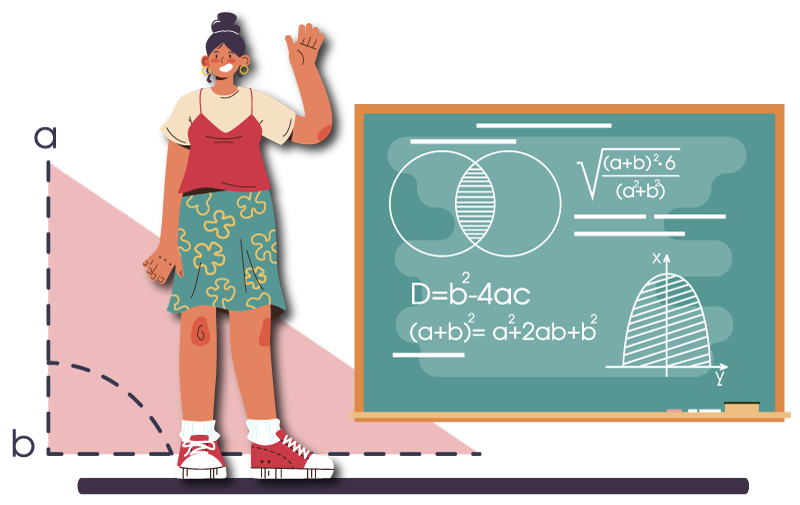 a
b
√(a+b)²·6
(a²+b²)
D=b²-4ac
(a+b)²= a²+2ab+b²
x
y